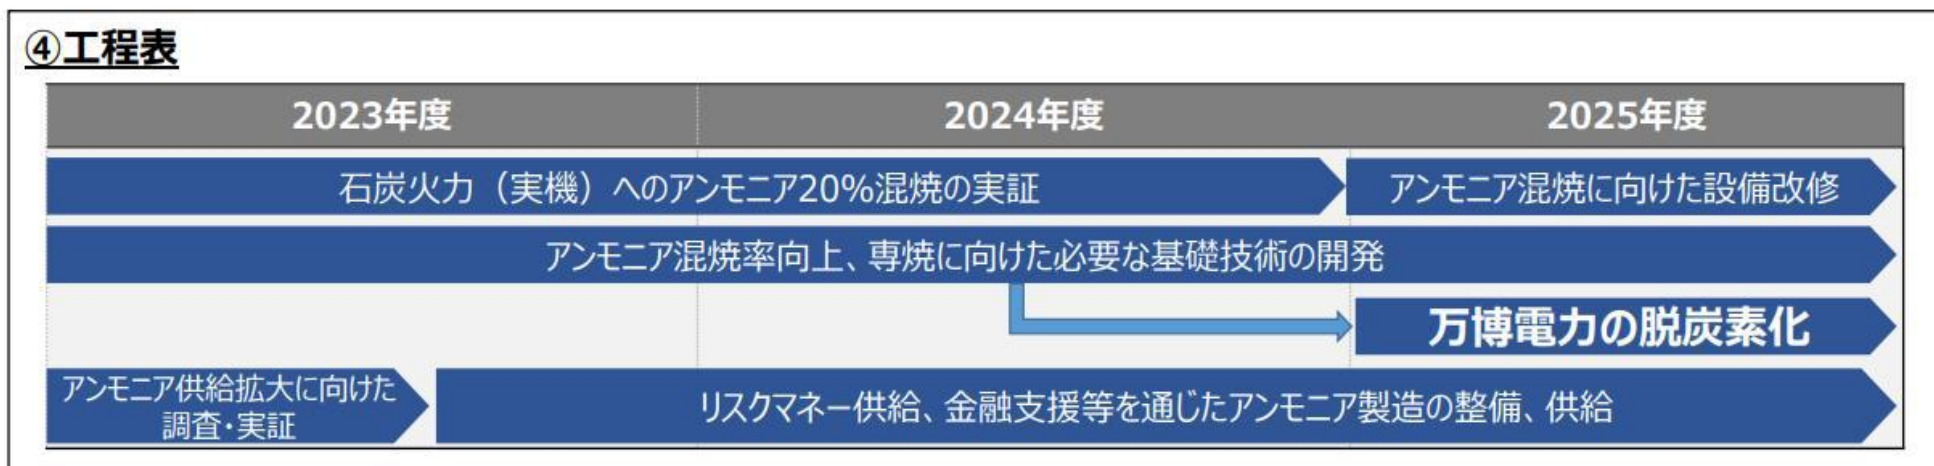 ④工程表
2023年度
2024年度
2025年度
石炭火力（実機）へのアンモニア20%混焼の実証
アンモニア混焼に向けた設備改修
アンモニア混焼率向上、専焼に向けた必要な基礎技術の開発
万博電力の脱炭素化
アンモニア供給拡大に向けた
調査・実証
リスクマネー供給、金融支援等を通じたアンモニア製造の整備、供給